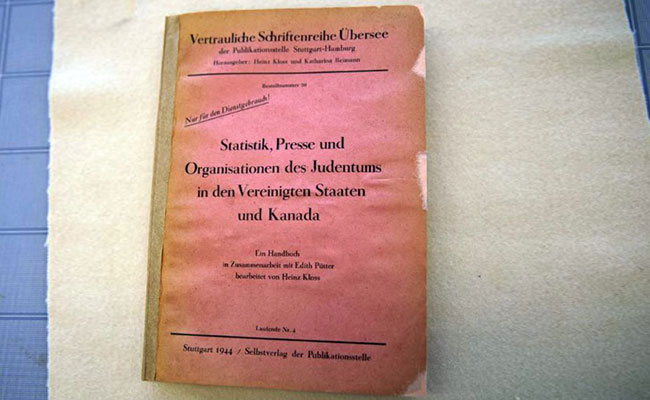 Vertrauliche Schriftenreihe Übersee
der Publikationsstelle Stuttgart-Hamburg
Herausgeber: Heinz Kloss und Katharina Reimann
Bestellnummer
Nur für den Dienstgebrauch!
Statistik, Presse und
Organisationen des Judentums
in den Vereinigten Staaten
und Kanada
Ein Handbuch
in Zusammenarbeit mit Edith Pütter
bearbeitet von Heinz Kloss
Laufende Nr. 4
Stuttgart 1944 / Selbstverlag der Publikationsstelle